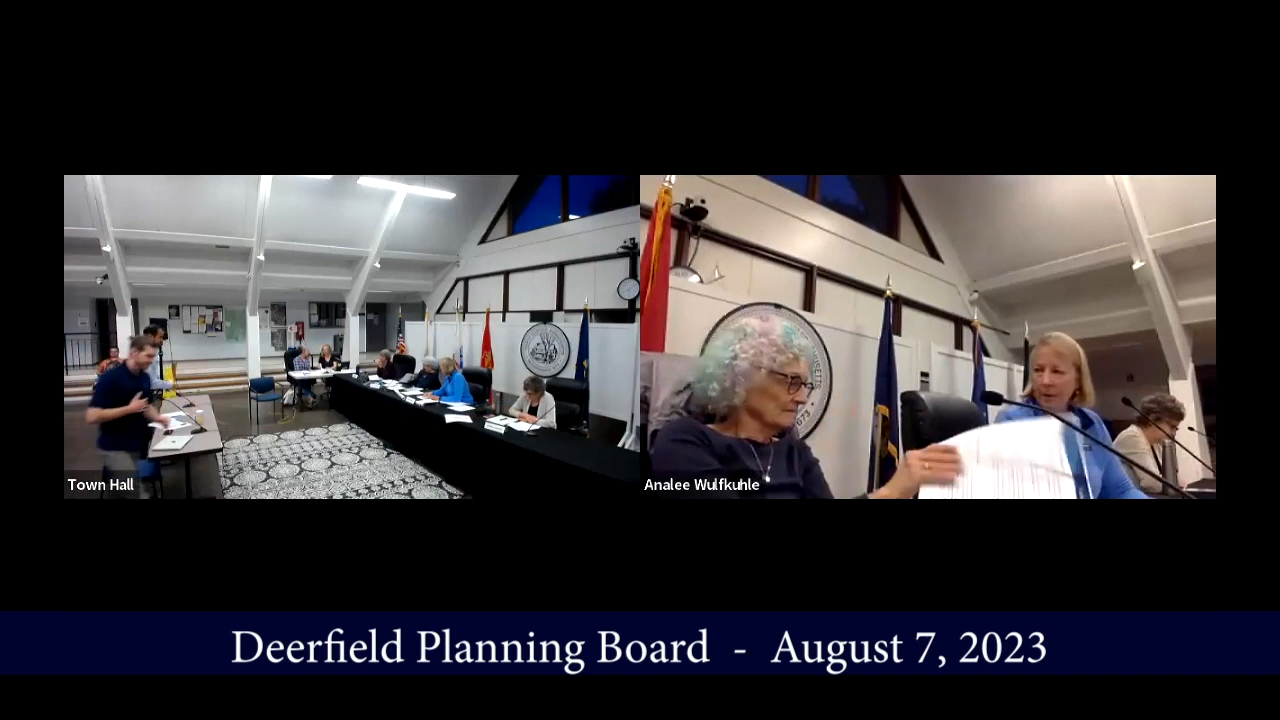 Town Hall
Analee Wulfkuhle
Deerfield Planning Board - August 7, 2023